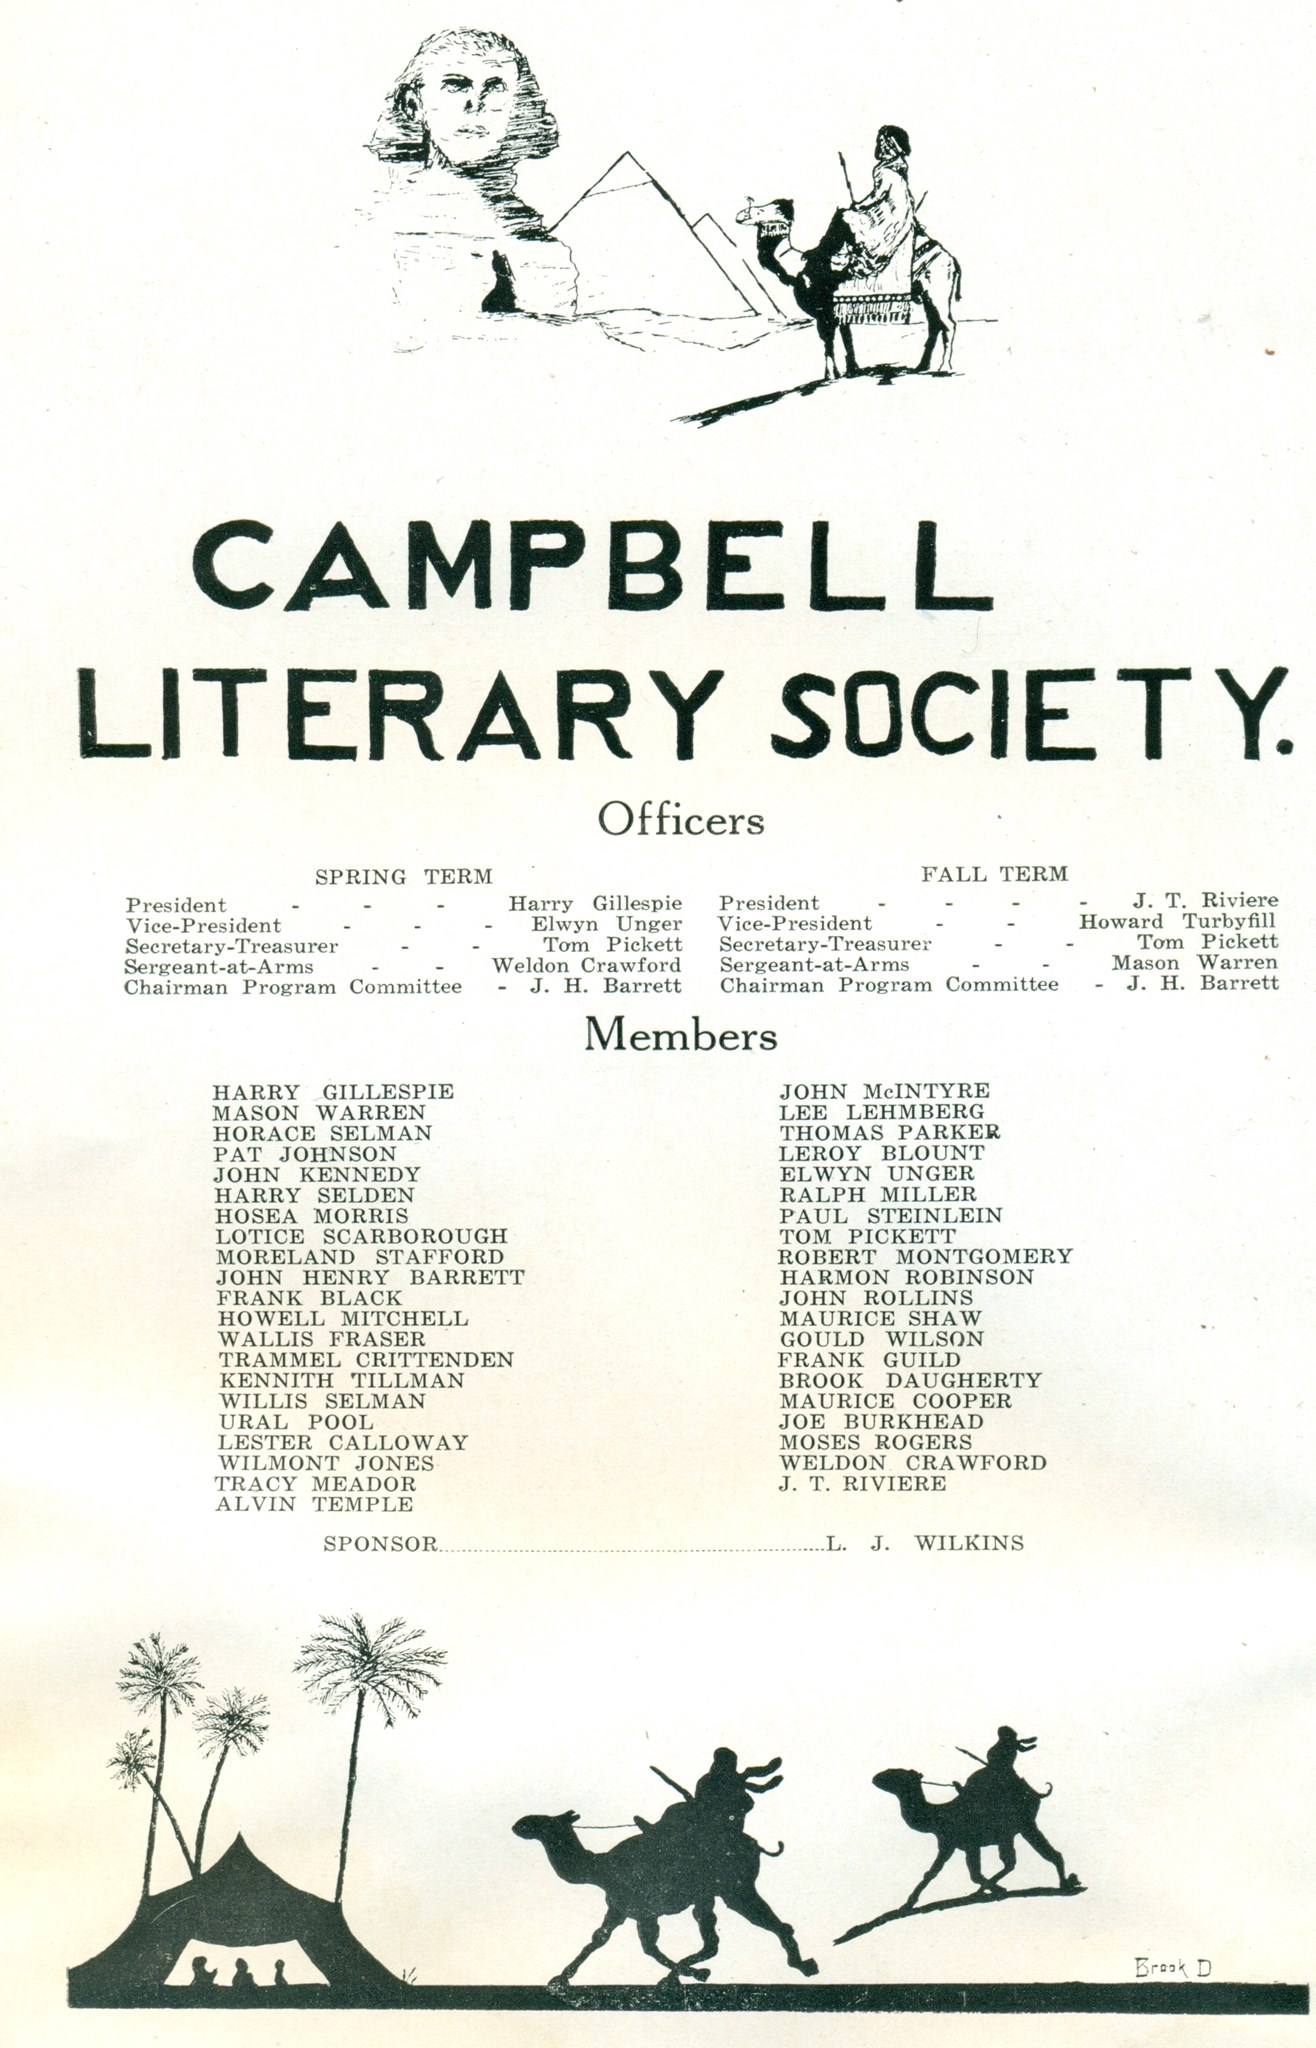 CAMPBELL
LITERARY SOCIETY.
Officers
SPRING TERM
President - - - Harry Gillespie
Vice-President - - - Elwyn Unger
Secretary-Treasurer - - Tom Pickett
Sergeant-at-Arms - - Weldon Crawford
Chairman Program Committee - J. H. Barrett
FALL TERM
President - - - - J. T. Riviere
Vice-President - - Howard Turbyfill
Secretary-Treasurer - - Tom Pickett
Sergeant-at-Arms - - Mason Warren
Chairman Program Committee - J. H. Barrett
Members
HARRY GILLESPIE
MASON WARREN
HORACE SELMAN
PAT JOHNSON
JOHN KENNEDY
HARRY SELDEN
HOSEA MORRIS
LOTICE SCARBOROUGH
MORELAND STAFFORD
JOHN HENRY BARRETT
FRANK BLACK
HOWELL MITCHELL
WALLIS FRASER
TRAMMEL CRITTENDEN
KENNITH TILLMAN
WILLIS SELMAN
URAL POOL
LESTER CALLOWAY
WILMONT JONES
TRACY MEADOR
ALVIN TEMPLE
JOHN McINTYRE
LEE LEHMBERG
THOMAS PARKER
LEROY BLOUNT
ELWYN UNGER
RALPH MILLER
PAUL STEINLEIN
TOM PICKETT
ROBERT MONTGOMERY
HARMON ROBINSON
JOHN ROLLINS
MAURICE SHAW
GOULD WILSON
FRANK GUILD
BROOK DAUGHERTY
MAURICE COOPER
JOE BURKHEAD
MOSES ROGERS
WELDON CRAWFORD
J. T. RIVIERE
SPONSOR........................................L. J. WILKINS
Brook D